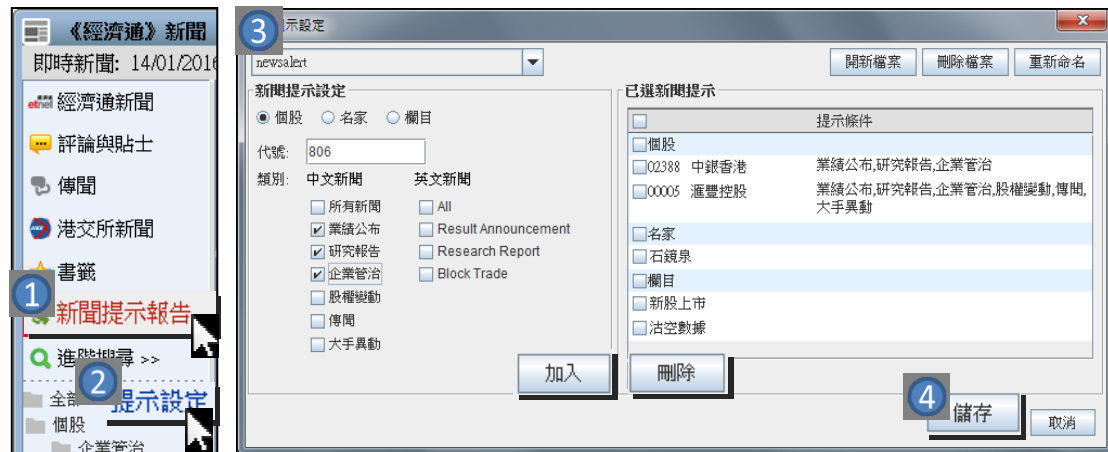 《經濟通》新聞
即時新聞: 14/01/2016
etnet 經濟通新聞
評論與貼士
傳聞
港交所新聞
書籤
1
新聞提示報告
進階搜尋 >>
2
提示設定
全部
個股
企業管治
3
提示設定
newsalert
開新檔案 刪除檔案 重新命名
新聞提示設定
個股 名家 欄目
代號: 806
類別: 中文新聞 英文新聞
所有新聞 All
業績公布 Result Announcement
研究報告 Research Report
企業管治 Block Trade
股權變動
傳聞
大手異動
加入
已選新聞提示
提示條件
個股
02388 中銀香港 業績公布,研究報告,企業管治
00005 滙豐控股 業績公布,研究報告,企業管治,股權變動,傳聞,
大手異動
名家
石鏡泉
欄目
新股上市
沽空數據
刪除
4
儲存
取消